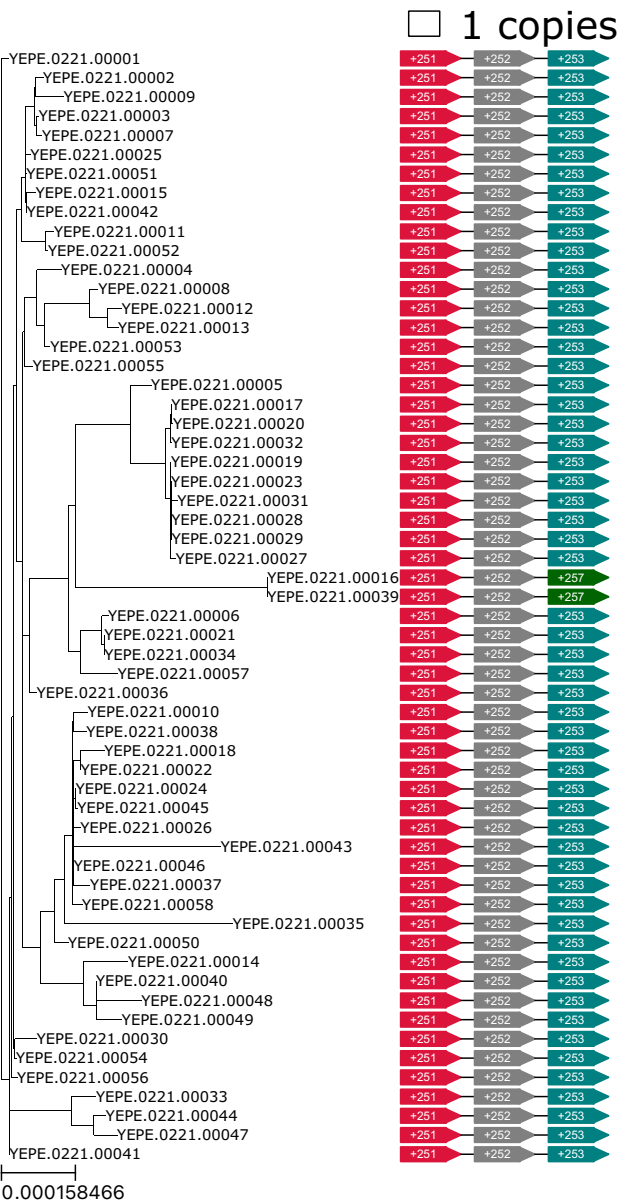 1 copies
YEPE.0221.00001 +251 +252 +253
YEPE.0221.00002 +251 +252 +253
YEPE.0221.00009 +251 +252 +253
YEPE.0221.00003 +251 +252 +253
YEPE.0221.00007 +251 +252 +253
YEPE.0221.00025 +251 +252 +253
YEPE.0221.00051 +251 +252 +253
YEPE.0221.00015 +251 +252 +253
YEPE.0221.00042 +251 +252 +253
YEPE.0221.00011 +251 +252 +253
YEPE.0221.00052 +251 +252 +253
YEPE.0221.00004 +251 +252 +253
YEPE.0221.00008 +251 +252 +253
YEPE.0221.00012 +251 +252 +253
YEPE.0221.00013 +251 +252 +253
YEPE.0221.00053 +251 +252 +253
YEPE.0221.00055 +251 +252 +253
YEPE.0221.00005 +251 +252 +253
YEPE.0221.00017 +251 +252 +253
YEPE.0221.00020 +251 +252 +253
YEPE.0221.00032 +251 +252 +253
YEPE.0221.00019 +251 +252 +253
YEPE.0221.00023 +251 +252 +253
YEPE.0221.00031 +251 +252 +253
YEPE.0221.00028 +251 +252 +253
YEPE.0221.00029 +251 +252 +253
YEPE.0221.00027 +251 +252 +253
YEPE.0221.00016 +251 +252 +257
YEPE.0221.00039 +251 +252 +257
YEPE.0221.00006 +251 +252 +253
YEPE.0221.00021 +251 +252 +253
YEPE.0221.00034 +251 +252 +253
YEPE.0221.00057 +251 +252 +253
YEPE.0221.00036 +251 +252 +253
YEPE.0221.00010 +251 +252 +253
YEPE.0221.00038 +251 +252 +253
YEPE.0221.00018 +251 +252 +253
YEPE.0221.00022 +251 +252 +253
YEPE.0221.00024 +251 +252 +253
YEPE.0221.00045 +251 +252 +253
YEPE.0221.00026 +251 +252 +253
YEPE.0221.00043 +251 +252 +253
YEPE.0221.00046 +251 +252 +253
YEPE.0221.00037 +251 +252 +253
YEPE.0221.00058 +251 +252 +253
YEPE.0221.00035 +251 +252 +253
YEPE.0221.00050 +251 +252 +253
YEPE.0221.00014 +251 +252 +253
YEPE.0221.00040 +251 +252 +253
YEPE.0221.00048 +251 +252 +253
YEPE.0221.00049 +251 +252 +253
YEPE.0221.00030 +251 +252 +253
YEPE.0221.00054 +251 +252 +253
YEPE.0221.00056 +251 +252 +253
YEPE.0221.00033 +251 +252 +253
YEPE.0221.00044 +251 +252 +253
YEPE.0221.00047 +251 +252 +253
YEPE.0221.00041 +251 +252 +253
0.000158466